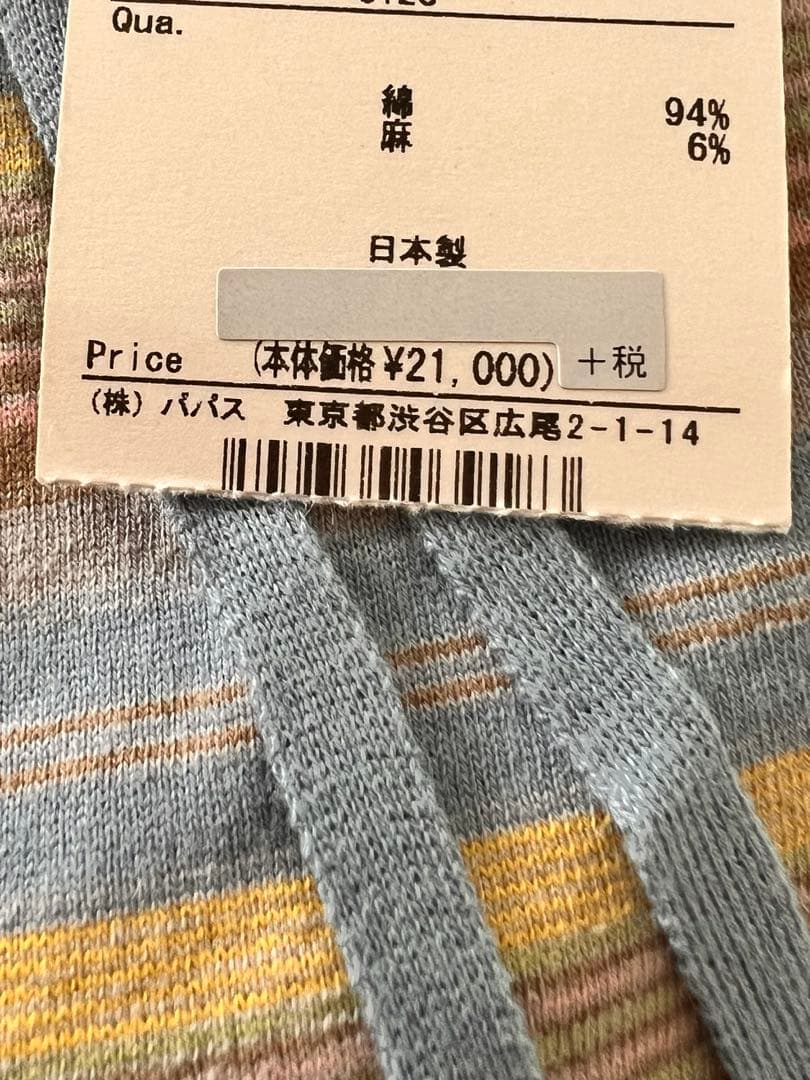 Qua.
綿 94%
麻 6%
日本製
Price (本体価格 ¥21,000) +税
(株) パパス 東京都渋谷区広尾2-1-14